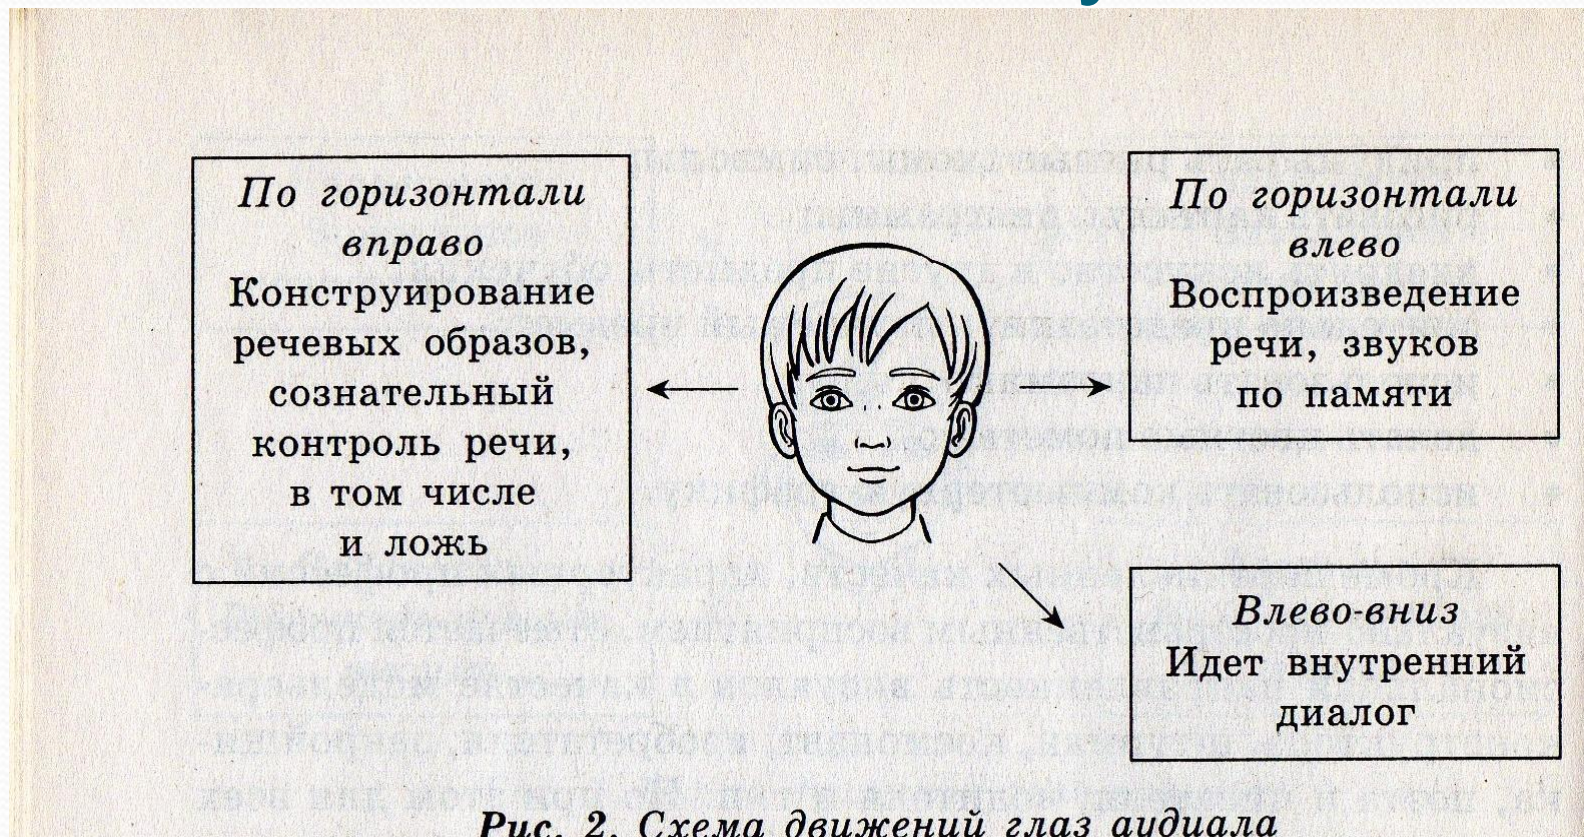 По горизонтали
вправо
Конструирование
речевых образов,
сознательный
контроль речи,
в том числе
и ложь
По горизонтали
влево
Воспроизведение
речи, звуков
по памяти
Влево-вниз
Идет внутренний
диалог
Рис. 2. Схема движений глаз аудиала